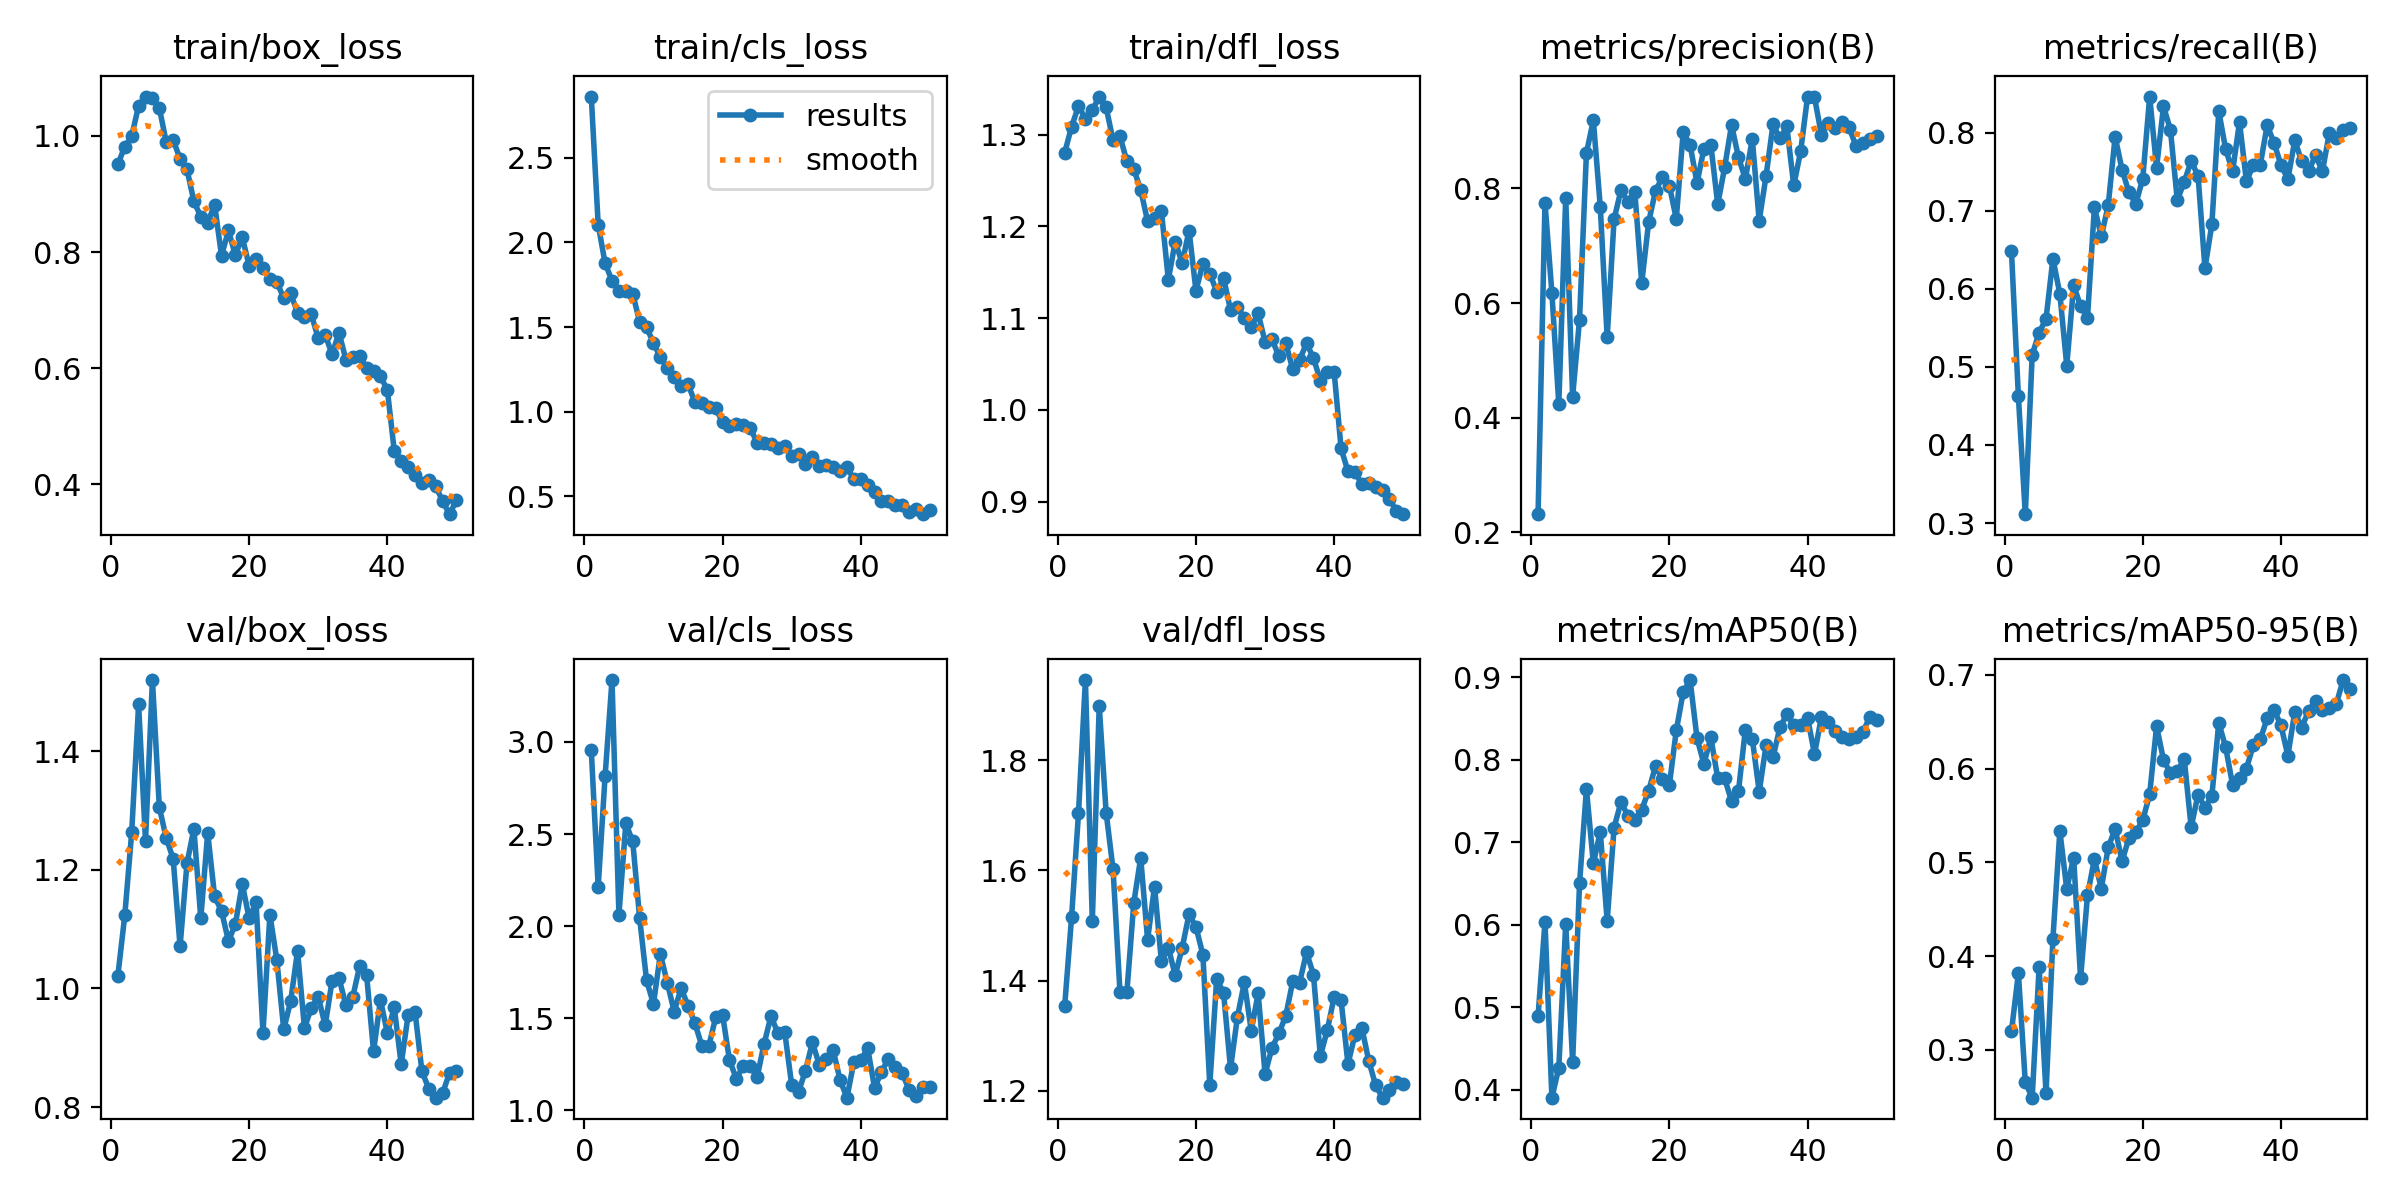 train/box_loss
1.0
0.8
0.6
0.4
0 20 40
train/cls_loss
results
smooth
2.5
2.0
1.5
1.0
0.5
0 20 40
train/dfl_loss
1.3
1.2
1.1
1.0
0.9
0 20 40
metrics/precision(B)
0.8
0.6
0.4
0.2
0 20 40
metrics/recall(B)
0.8
0.7
0.6
0.5
0.4
0.3
0 20 40
val/box_loss
1.4
1.2
1.0
0.8
0 20 40
val/cls_loss
3.0
2.5
2.0
1.5
1.0
0 20 40
val/dfl_loss
1.8
1.6
1.4
1.2
0 20 40
metrics/mAP50(B)
0.9
0.8
0.7
0.6
0.5
0.4
0 20 40
metrics/mAP50-95(B)
0.7
0.6
0.5
0.4
0.3
0 20 40